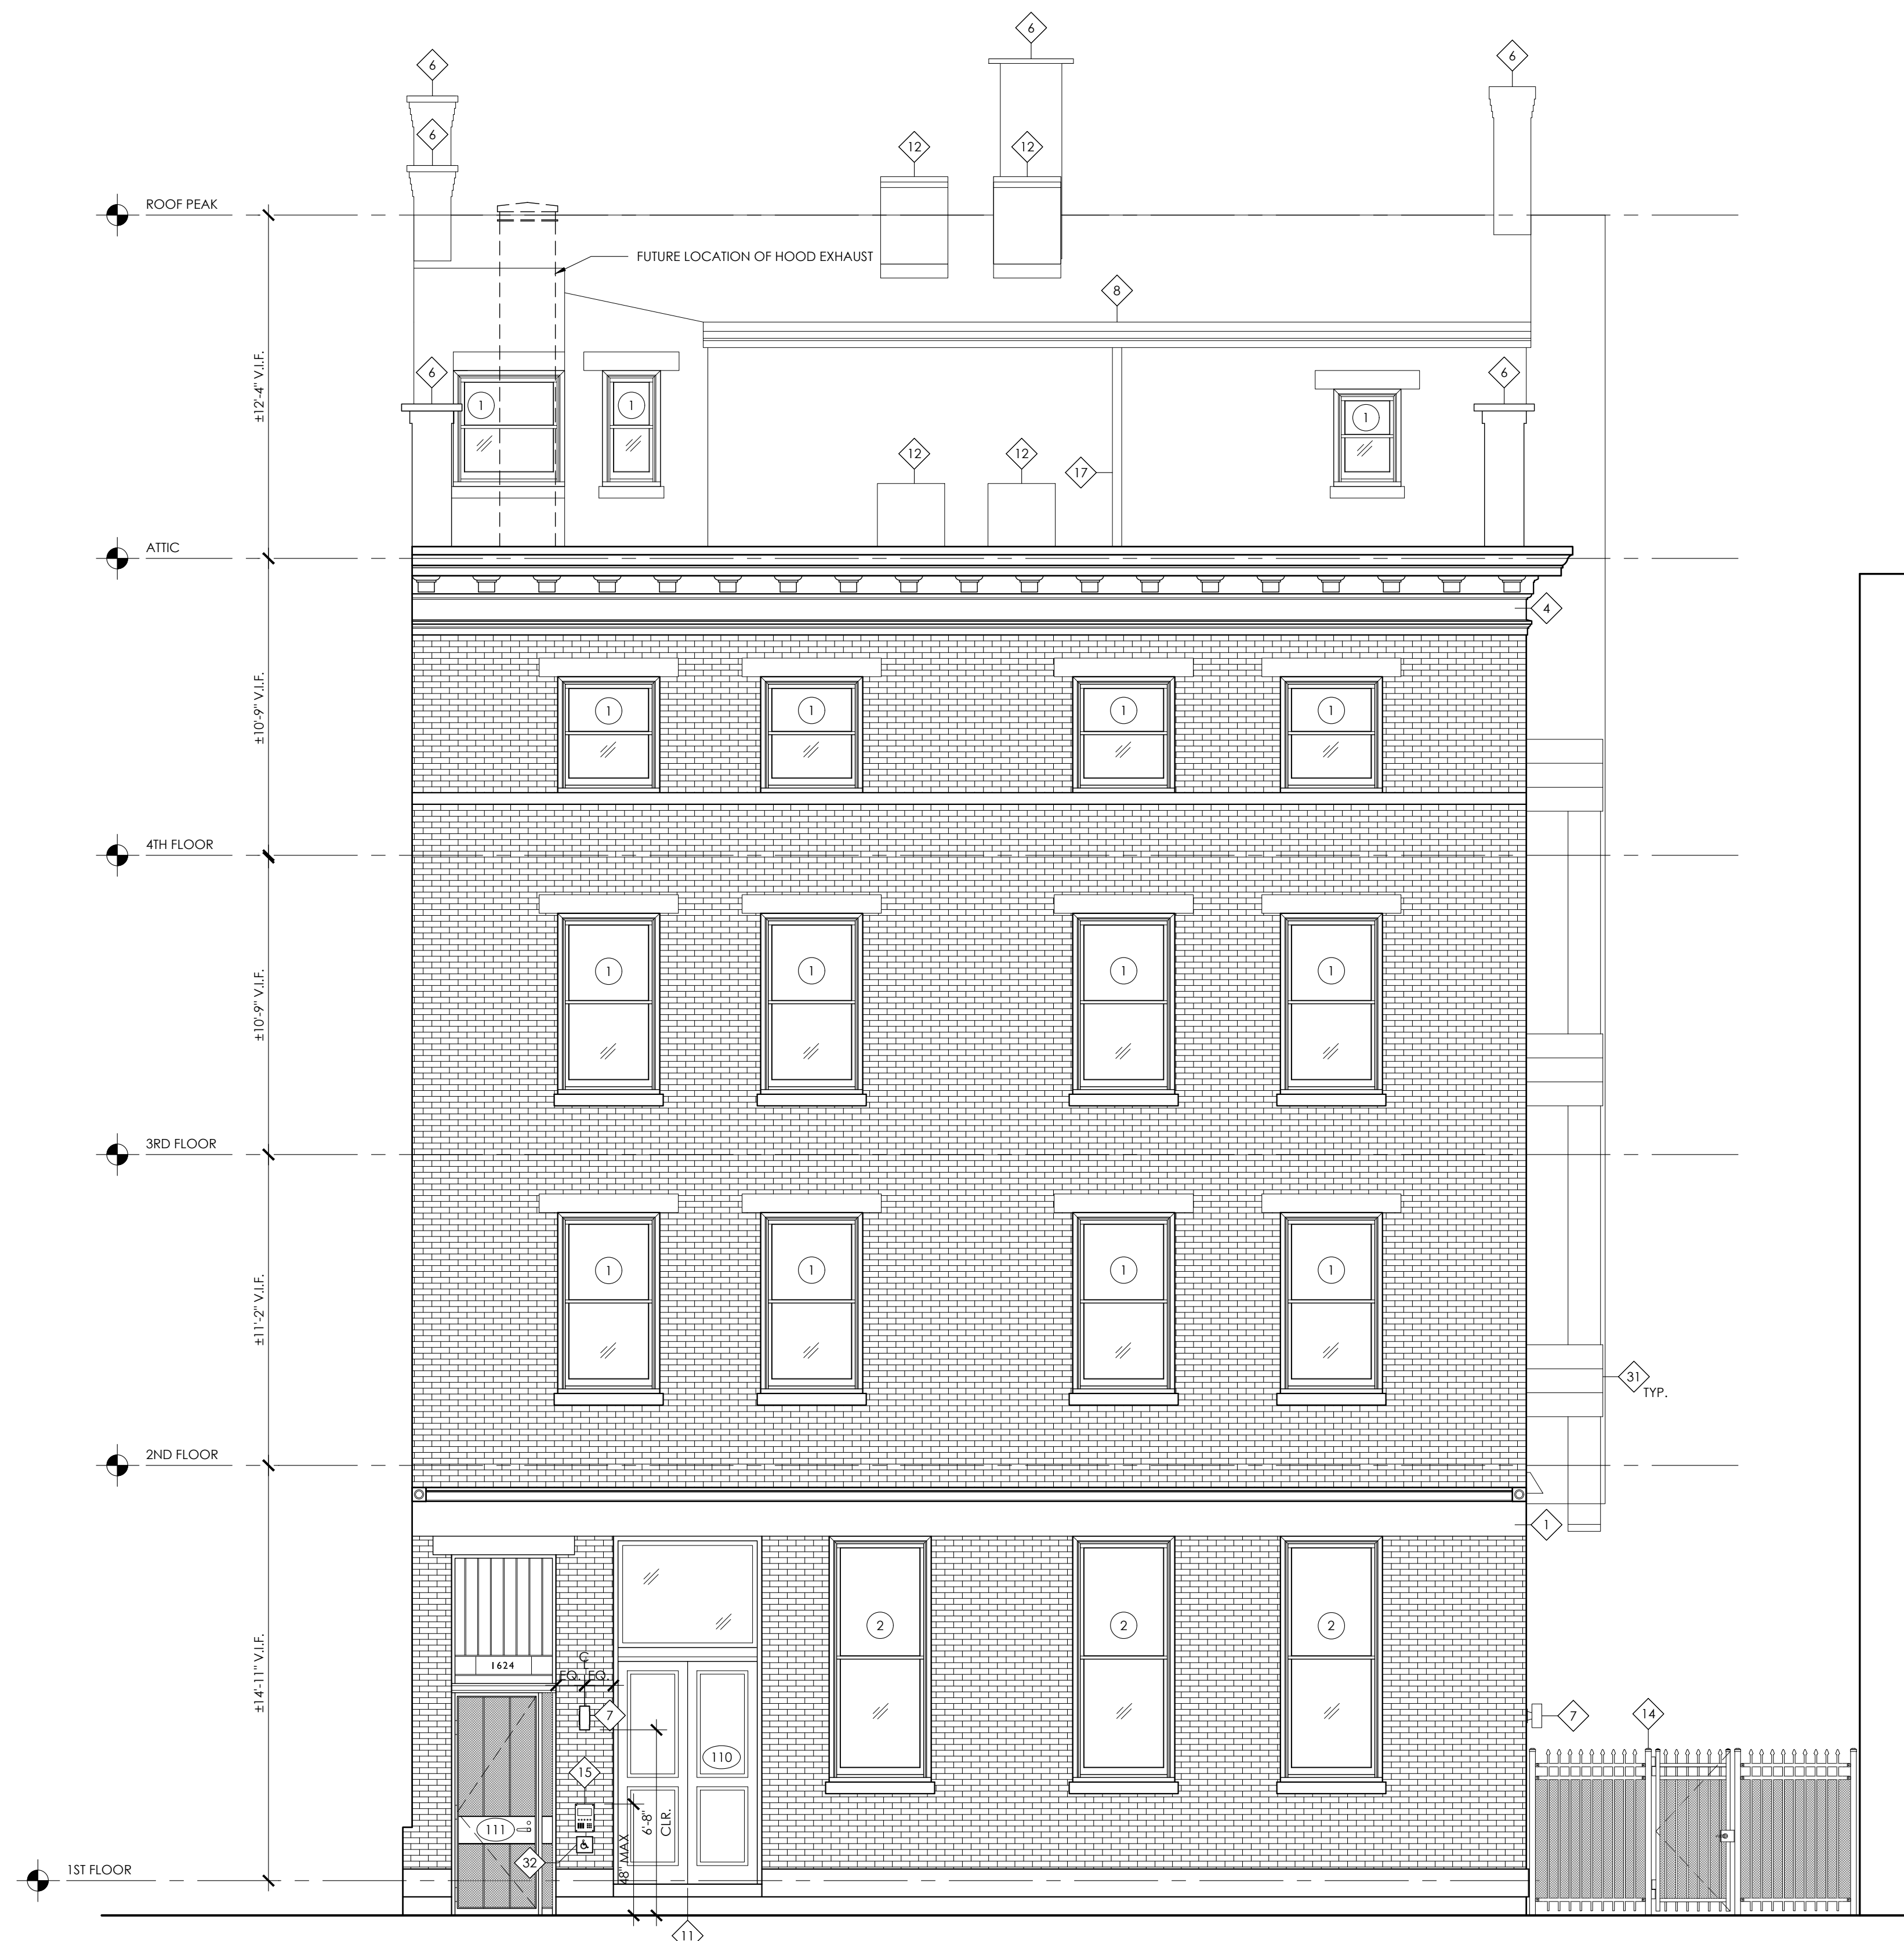 6
6
6
6
12
12
ROOF PEAK
FUTURE LOCATION OF HOOD EXHAUST
8
±12'-4" V.I.F.
6
6
1
1
1
12
12
17
ATTIC
4
±10'-9" V.I.F.
1
1
1
1
4TH FLOOR
±10'-9" V.I.F.
1
1
1
1
3RD FLOOR
±11'-2" V.I.F.
1
1
1
1
31
TYP.
2ND FLOOR
1
±14'-11" V.I.F.
2
2
2
C
1624
EQ.
EQ.
7
7
14
110
15
6'-8"
CLR.
111
48" MAX
32
1ST FLOOR
11